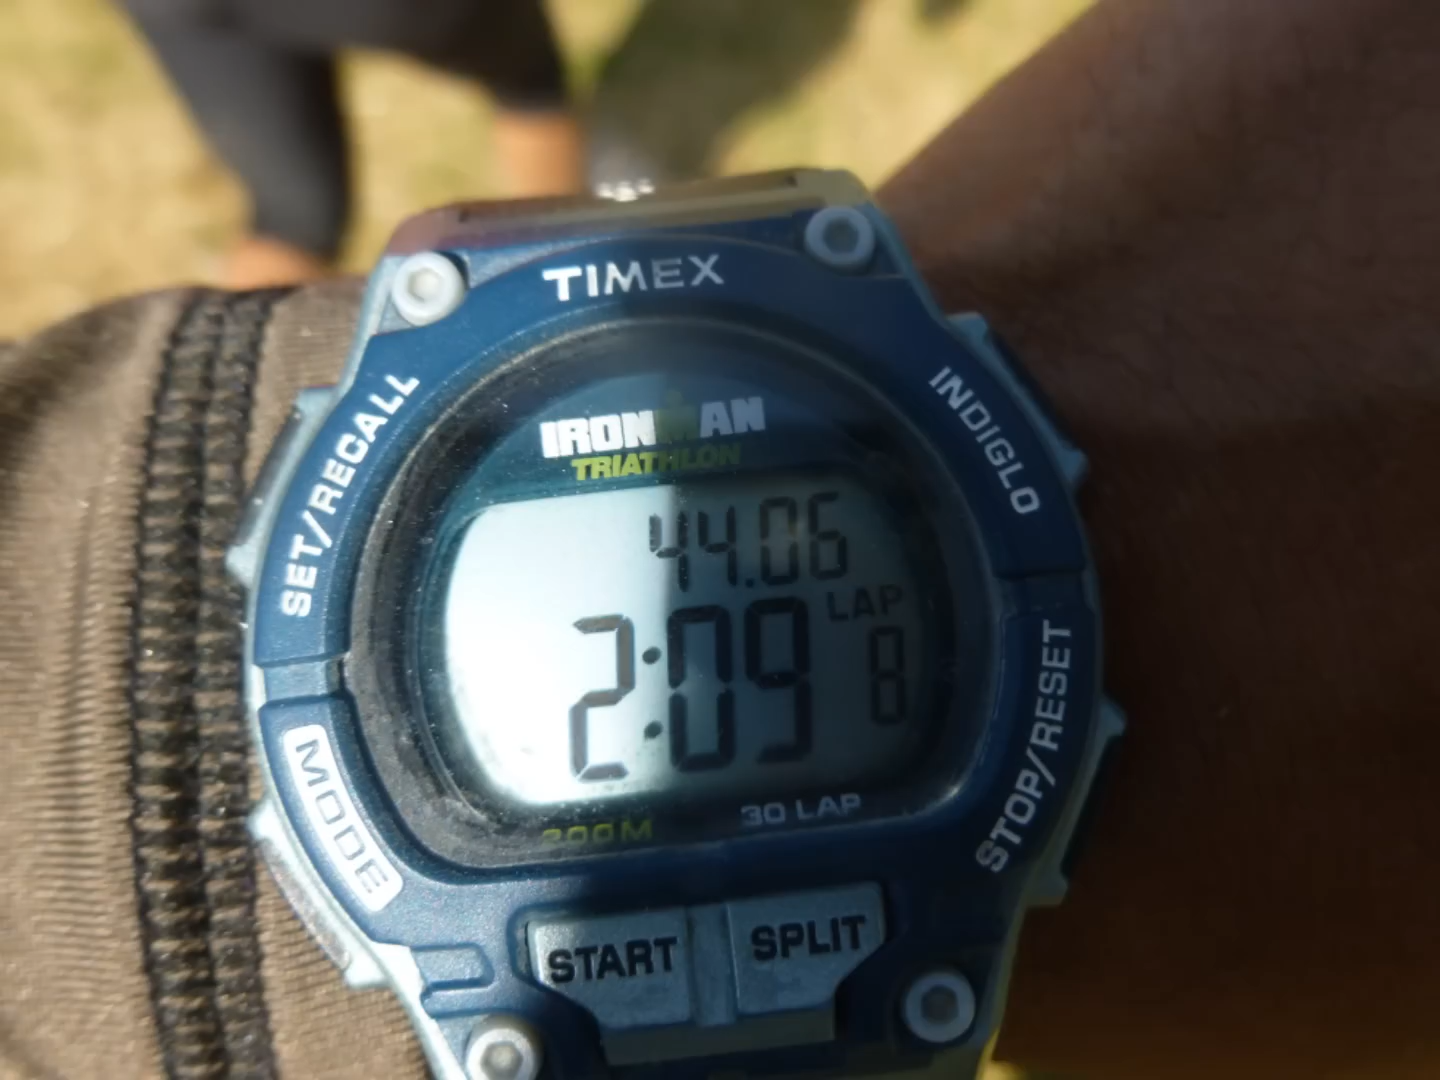 TIMEX
IRONMAN
TRIATHLON
INDIGLO
SET/RECALL
44.06
LAP
2:09
8
STOP/RESET
MODE
200M
30 LAP
START
SPLIT